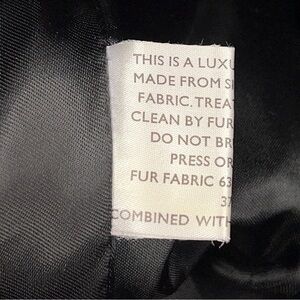 THIS IS A LUXU
MADE FROM S
FABRIC. TREA
CLEAN BY FUR
DO NOT BR
PRESS OR
FUR FABRIC 63
37
COMBINED WITH